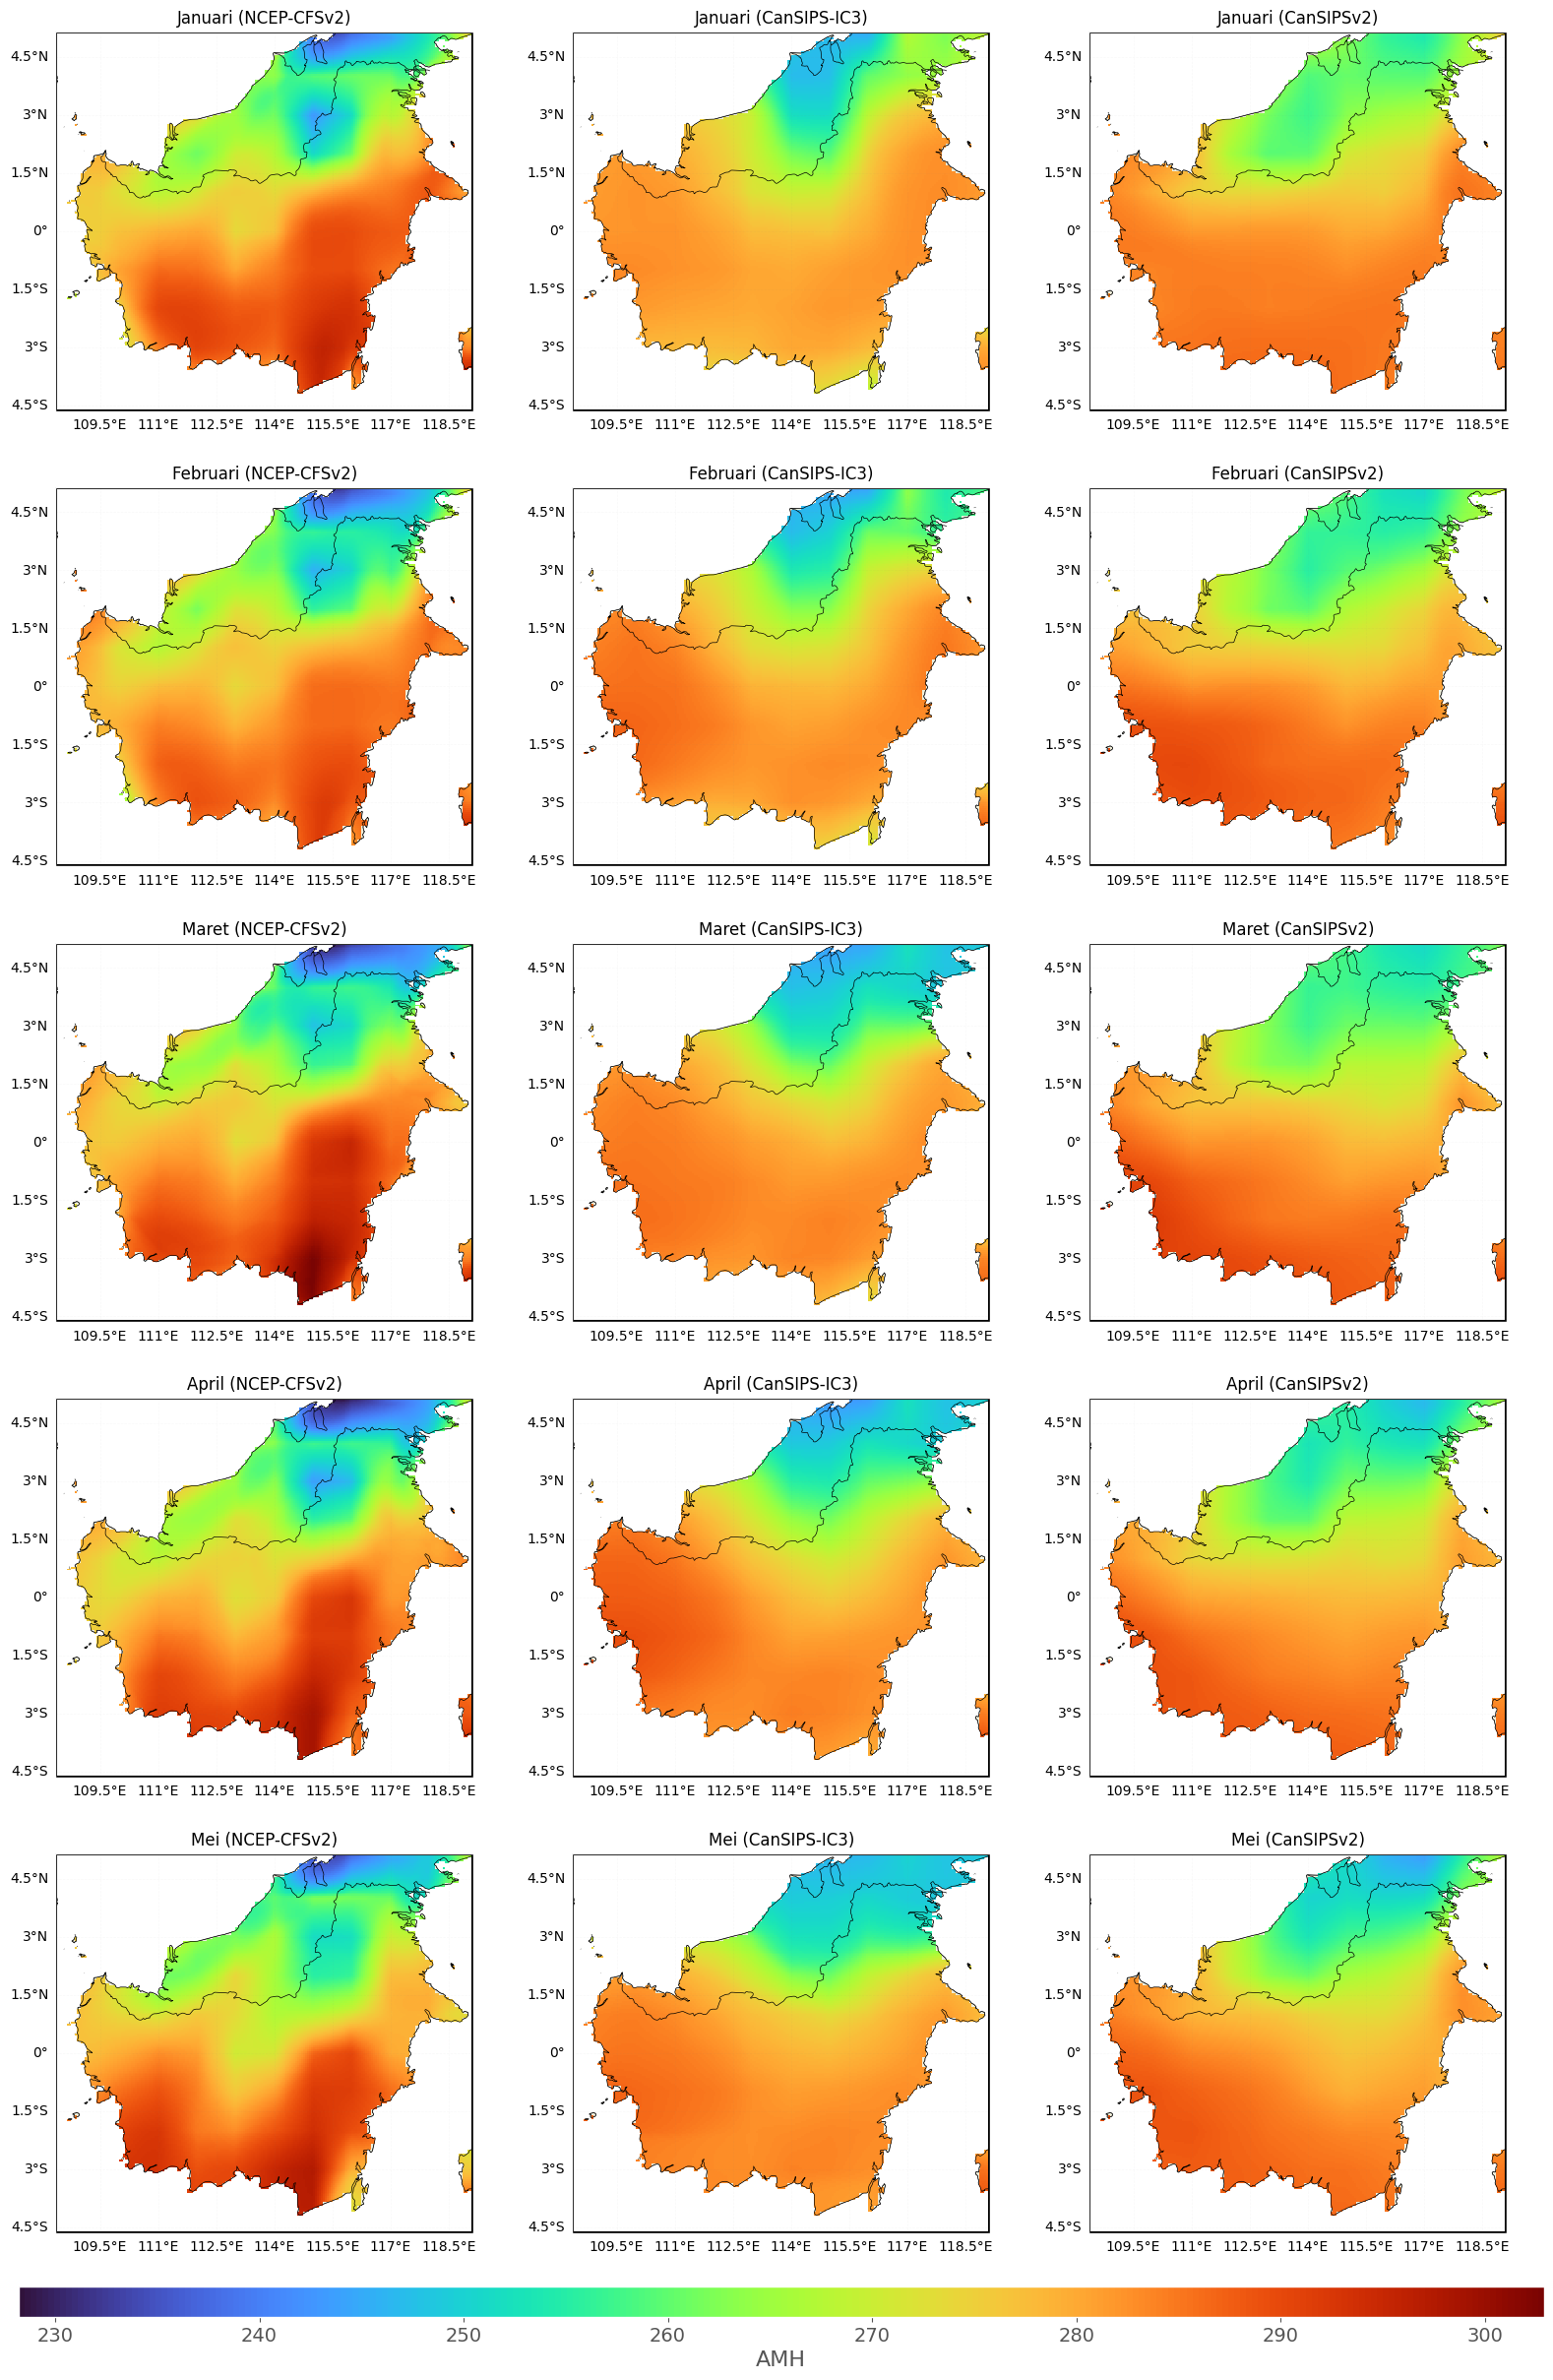 Januari (NCEP-CFSv2) Januari (CanSIPS-IC3) Januari (CanSIPSv2)
4.5°N 4.5°N 4.5°N
3°N 3°N 3°N
1.5°N 1.5°N 1.5°N
0° 0° 0°
1.5°S 1.5°S 1.5°S
3°S 3°S 3°S
4.5°S 4.5°S 4.5°S
109.5°E 111°E 112.5°E 114°E 115.5°E 117°E 118.5°E 109.5°E 111°E 112.5°E 114°E 115.5°E 117°E 118.5°E 109.5°E 111°E 112.5°E 114°E 115.5°E 117°E 118.5°E
Februari (NCEP-CFSv2) Februari (CanSIPS-IC3) Februari (CanSIPSv2)
4.5°N 4.5°N 4.5°N
3°N 3°N 3°N
1.5°N 1.5°N 1.5°N
0° 0° 0°
1.5°S 1.5°S 1.5°S
3°S 3°S 3°S
4.5°S 4.5°S 4.5°S
109.5°E 111°E 112.5°E 114°E 115.5°E 117°E 118.5°E 109.5°E 111°E 112.5°E 114°E 115.5°E 117°E 118.5°E 109.5°E 111°E 112.5°E 114°E 115.5°E 117°E 118.5°E
Maret (NCEP-CFSv2) Maret (CanSIPS-IC3) Maret (CanSIPSv2)
4.5°N 4.5°N 4.5°N
3°N 3°N 3°N
1.5°N 1.5°N 1.5°N
0° 0° 0°
1.5°S 1.5°S 1.5°S
3°S 3°S 3°S
4.5°S 4.5°S 4.5°S
109.5°E 111°E 112.5°E 114°E 115.5°E 117°E 118.5°E 109.5°E 111°E 112.5°E 114°E 115.5°E 117°E 118.5°E 109.5°E 111°E 112.5°E 114°E 115.5°E 117°E 118.5°E
April (NCEP-CFSv2) April (CanSIPS-IC3) April (CanSIPSv2)
4.5°N 4.5°N 4.5°N
3°N 3°N 3°N
1.5°N 1.5°N 1.5°N
0° 0° 0°
1.5°S 1.5°S 1.5°S
3°S 3°S 3°S
4.5°S 4.5°S 4.5°S
109.5°E 111°E 112.5°E 114°E 115.5°E 117°E 118.5°E 109.5°E 111°E 112.5°E 114°E 115.5°E 117°E 118.5°E 109.5°E 111°E 112.5°E 114°E 115.5°E 117°E 118.5°E
Mei (NCEP-CFSv2) Mei (CanSIPS-IC3) Mei (CanSIPSv2)
4.5°N 4.5°N 4.5°N
3°N 3°N 3°N
1.5°N 1.5°N 1.5°N
0° 0° 0°
1.5°S 1.5°S 1.5°S
3°S 3°S 3°S
4.5°S 4.5°S 4.5°S
109.5°E 111°E 112.5°E 114°E 115.5°E 117°E 118.5°E 109.5°E 111°E 112.5°E 114°E 115.5°E 117°E 118.5°E 109.5°E 111°E 112.5°E 114°E 115.5°E 117°E 118.5°E
230 240 250 260 270 280 290 300
AMH